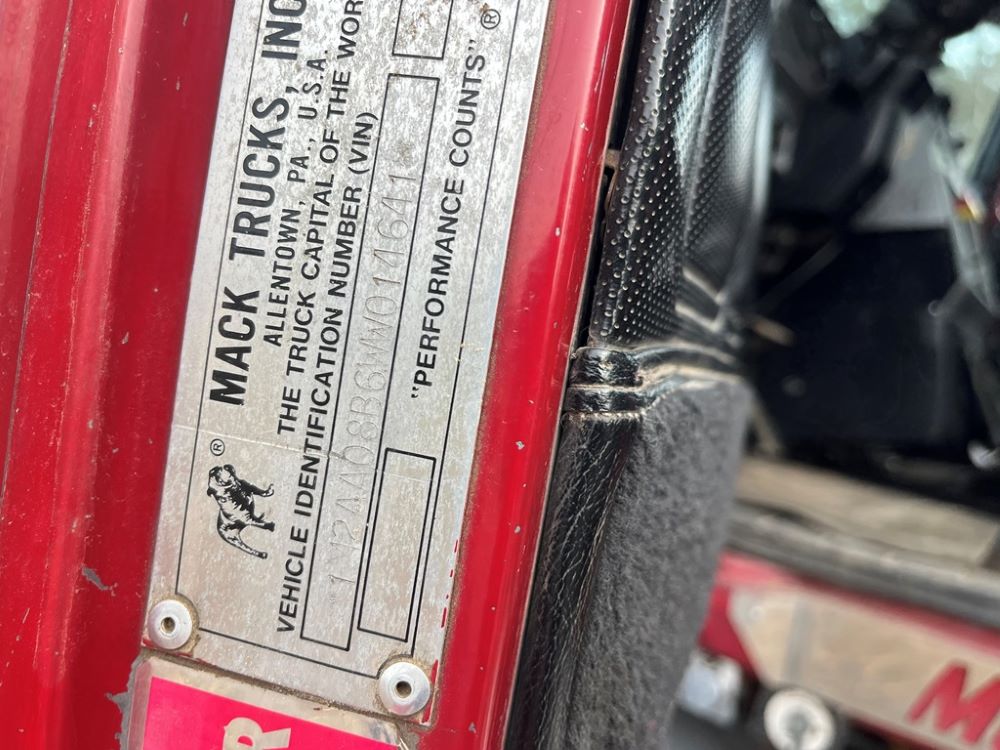 MACK TRUCKS, INC
ALLENTOWN, PA., U.S.A.
THE TRUCK CAPITAL OF THE WOR
VEHICLE IDENTIFICATION NUMBER (VIN)
"PERFORMANCE COUNTS" ®
®
R
M